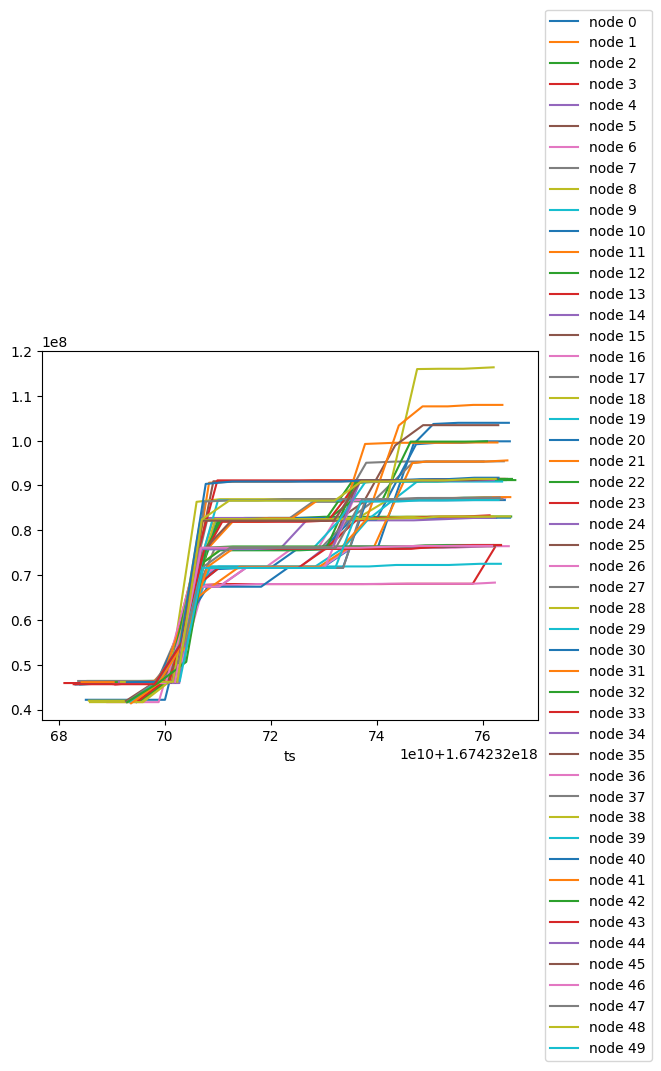 1e8
1.2
1.1
1.0
0.9
0.8
0.7
0.6
0.5
0.4
68 70 72 74 76
ts
1e10+1.674232e18
node 0
node 1
node 2
node 3
node 4
node 5
node 6
node 7
node 8
node 9
node 10
node 11
node 12
node 13
node 14
node 15
node 16
node 17
node 18
node 19
node 20
node 21
node 22
node 23
node 24
node 25
node 26
node 27
node 28
node 29
node 30
node 31
node 32
node 33
node 34
node 35
node 36
node 37
node 38
node 39
node 40
node 41
node 42
node 43
node 44
node 45
node 46
node 47
node 48
node 49